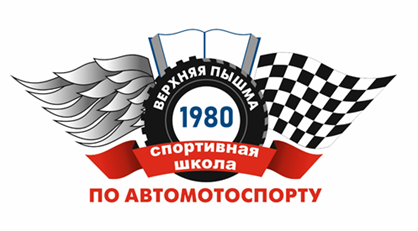 ВЕРХНЯЯ ПЫШМА
1980
спортивная
школа
ПО АВТОМОТОСПОРТУ